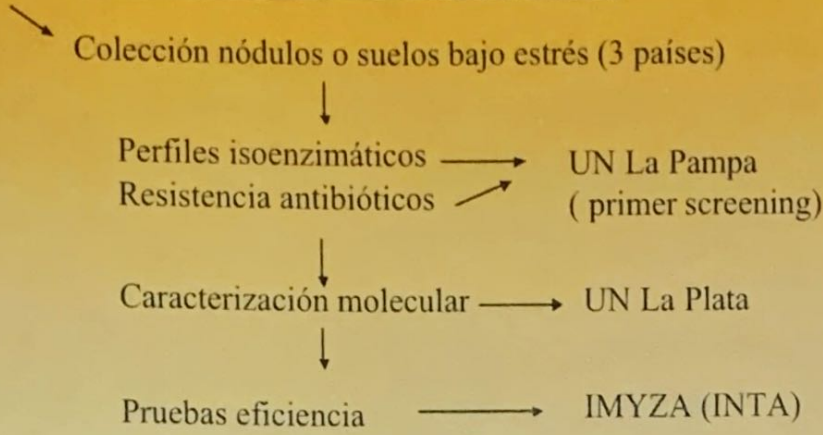 Colección nódulos o suelos bajo estrés (3 países)
Perfiles isoenzimáticos UN La Pampa
Resistencia antibióticos ( primer screening)
Caracterización molecular UN La Plata
Pruebas eficiencia IMYZA (INTA)